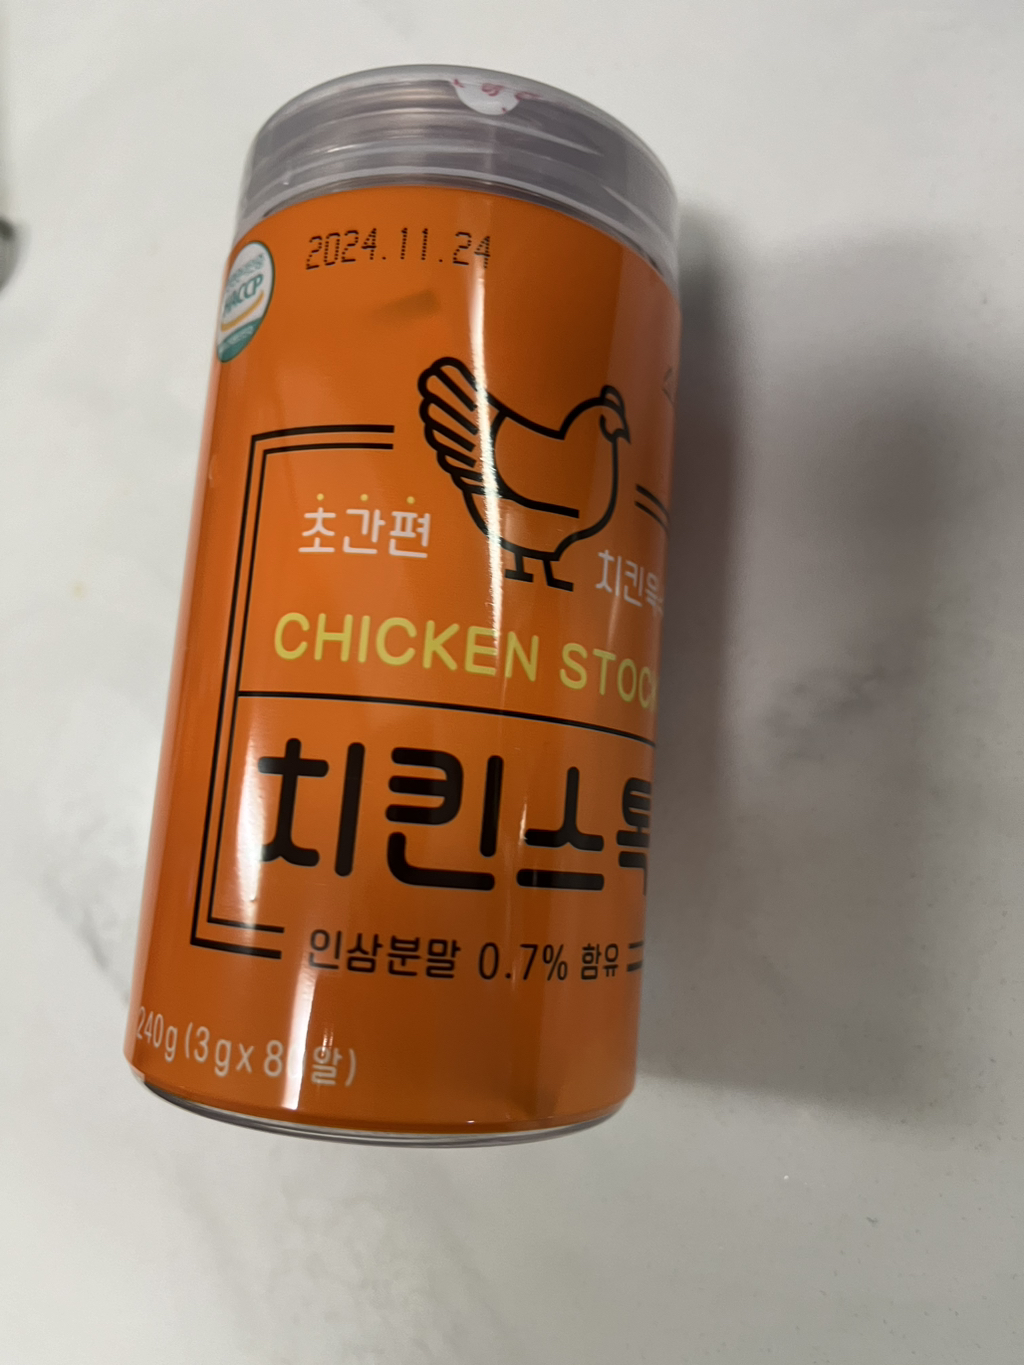 2024.11.24
HACCP
초간편
치킨육
CHICKEN STOC
치킨스톡
인삼분말 0.7% 함유
240g (3g x 80알)